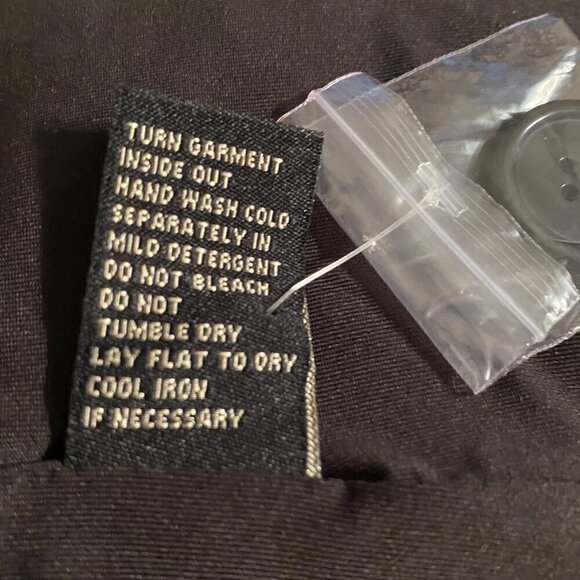 TURN GARMENT
INSIDE OUT
HAND WASH COLD
SEPARATELY IN
MILD DETERGENT
DO NOT BLEACH
DO NOT
TUMBLE DRY
LAY FLAT TO DRY
COOL IRON
IF NECESSARY